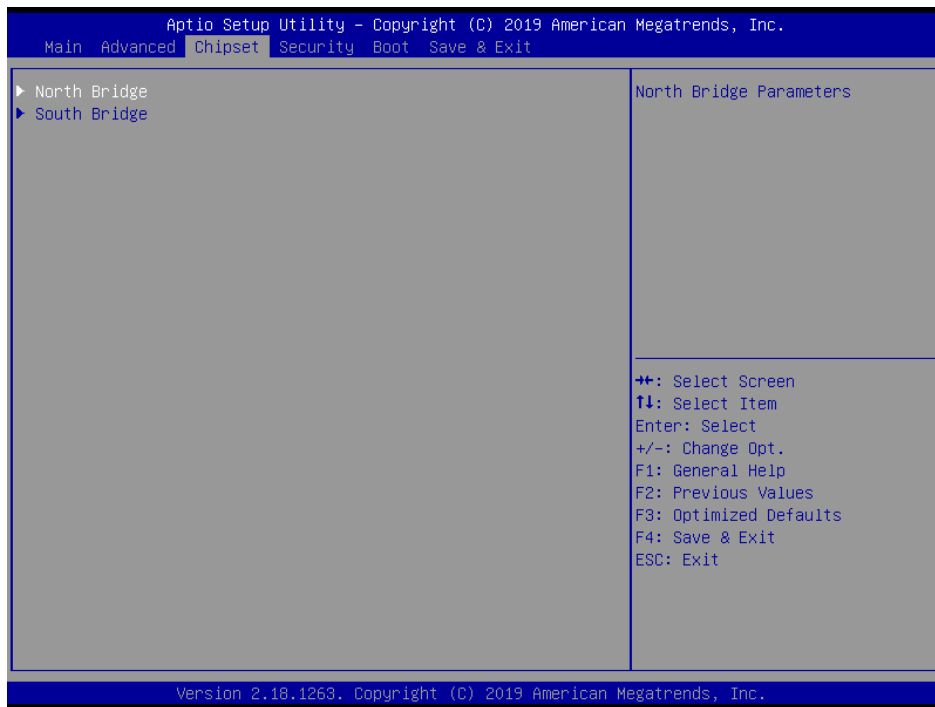 Aptio Setup Utility – Copyright (C) 2019 American Megatrends, Inc.
Main Advanced Chipset Security Boot Save & Exit
▶ North Bridge
▶ South Bridge
North Bridge Parameters
→←: Select Screen
↑↓: Select Item
Enter: Select
+/-: Change Opt.
F1: General Help
F2: Previous Values
F3: Optimized Defaults
F4: Save & Exit
ESC: Exit
Version 2.18.1263. Copyright (C) 2019 American Megatrends, Inc.